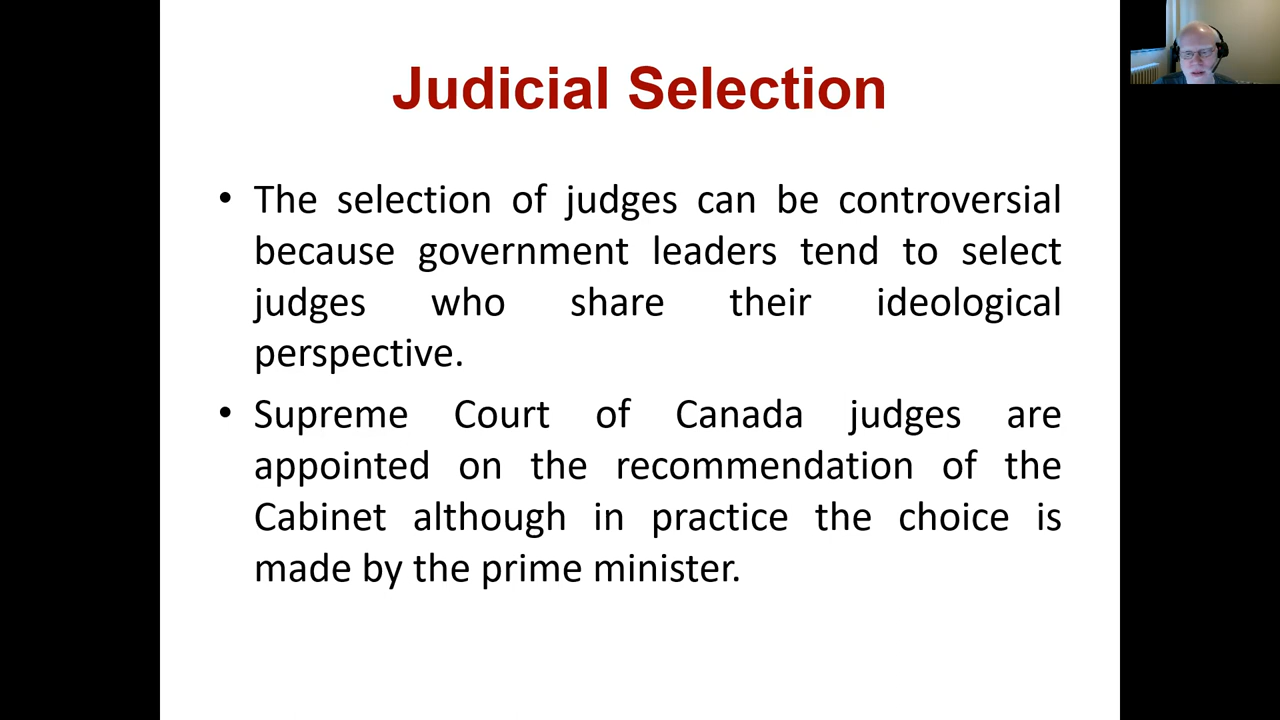 Judicial Selection
• The selection of judges can be controversial
because government leaders tend to select
judges who share their ideological
perspective.
• Supreme Court of Canada judges are
appointed on the recommendation of the
Cabinet although in practice the choice is
made by the prime minister.